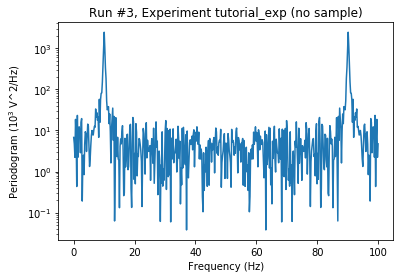 Run #3, Experiment tutorial_exp (no sample)
Periodogram (10³ V^2/Hz)
10³
10²
10¹
10⁰
10⁻¹
0 20 40 60 80 100
Frequency (Hz)